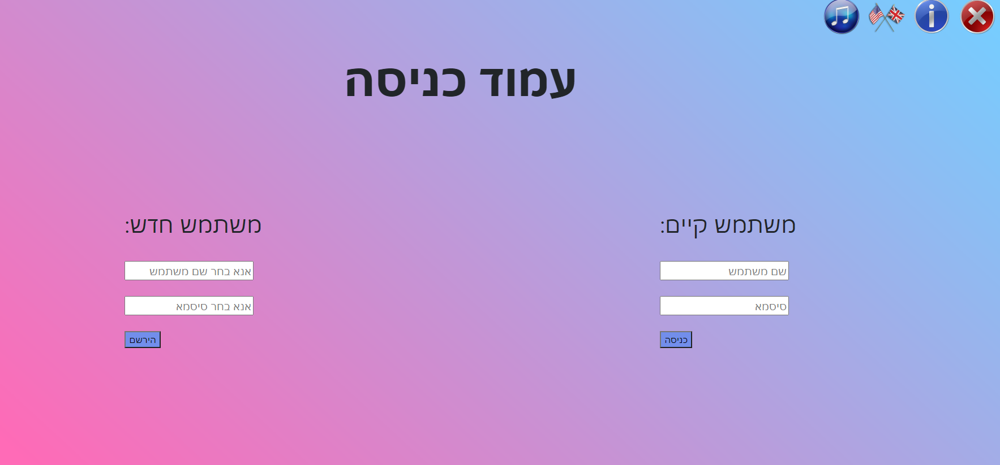 עמוד כניסה
משתמש קיים:
שם משתמש
סיסמא
כניסה
משתמש חדש:
אנא בחר שם משתמש
אנא בחר סיסמא
הירשם